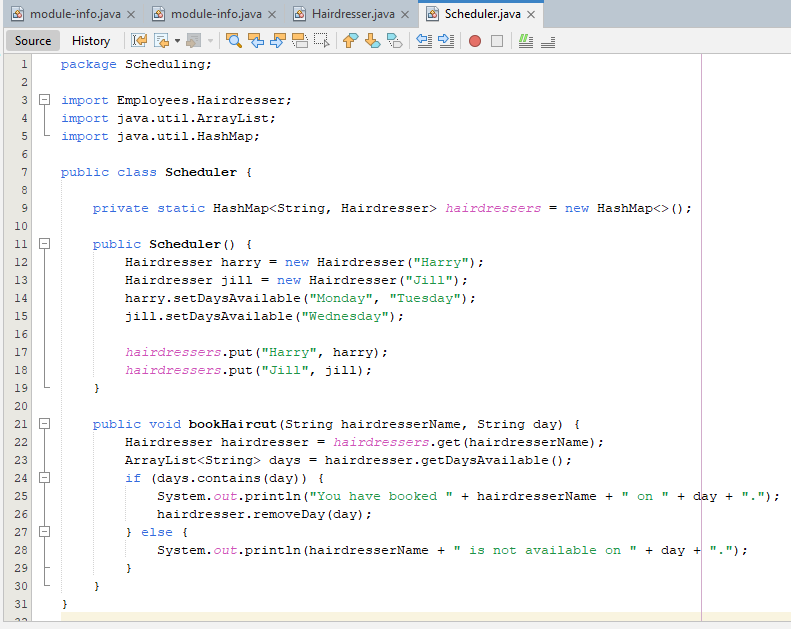 module-info.java module-info.java Hairdresser.java Scheduler.java
Source History
1 package Scheduling;
2
3 import Employees.Hairdresser;
4 import java.util.ArrayList;
5 import java.util.HashMap;
6
7 public class Scheduler {
8
9 private static HashMap<String, Hairdresser> hairdressers = new HashMap<>();
10
11 public Scheduler() {
12 Hairdresser harry = new Hairdresser("Harry");
13 Hairdresser jill = new Hairdresser("Jill");
14 harry.setDaysAvailable("Monday", "Tuesday");
15 jill.setDaysAvailable("Wednesday");
16
17 hairdressers.put("Harry", harry);
18 hairdressers.put("Jill", jill);
19 }
20
21 public void bookHaircut(String hairdresserName, String day) {
22 Hairdresser hairdresser = hairdressers.get(hairdresserName);
23 ArrayList<String> days = hairdresser.getDaysAvailable();
24 if (days.contains(day)) {
25 System.out.println("You have booked " + hairdresserName + " on " + day + ".");
26 hairdresser.removeDay(day);
27 } else {
28 System.out.println(hairdresserName + " is not available on " + day + ".");
29 }
30 }
31 }
32